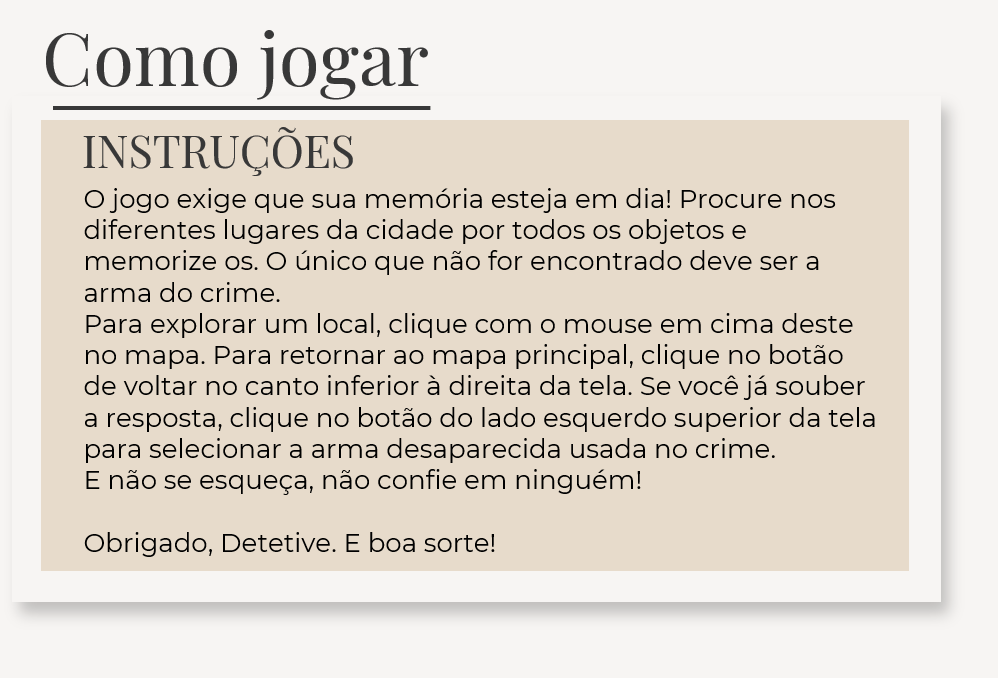 Como jogar
INSTRUÇÕES
O jogo exige que sua memória esteja em dia! Procure nos
diferentes lugares da cidade por todos os objetos e
memorize os. O único que não for encontrado deve ser a
arma do crime.
Para explorar um local, clique com o mouse em cima deste
no mapa. Para retornar ao mapa principal, clique no botão
de voltar no canto inferior à direita da tela. Se você já souber
a resposta, clique no botão do lado esquerdo superior da tela
para selecionar a arma desaparecida usada no crime.
E não se esqueça, não confie em ninguém!
Obrigado, Detetive. E boa sorte!